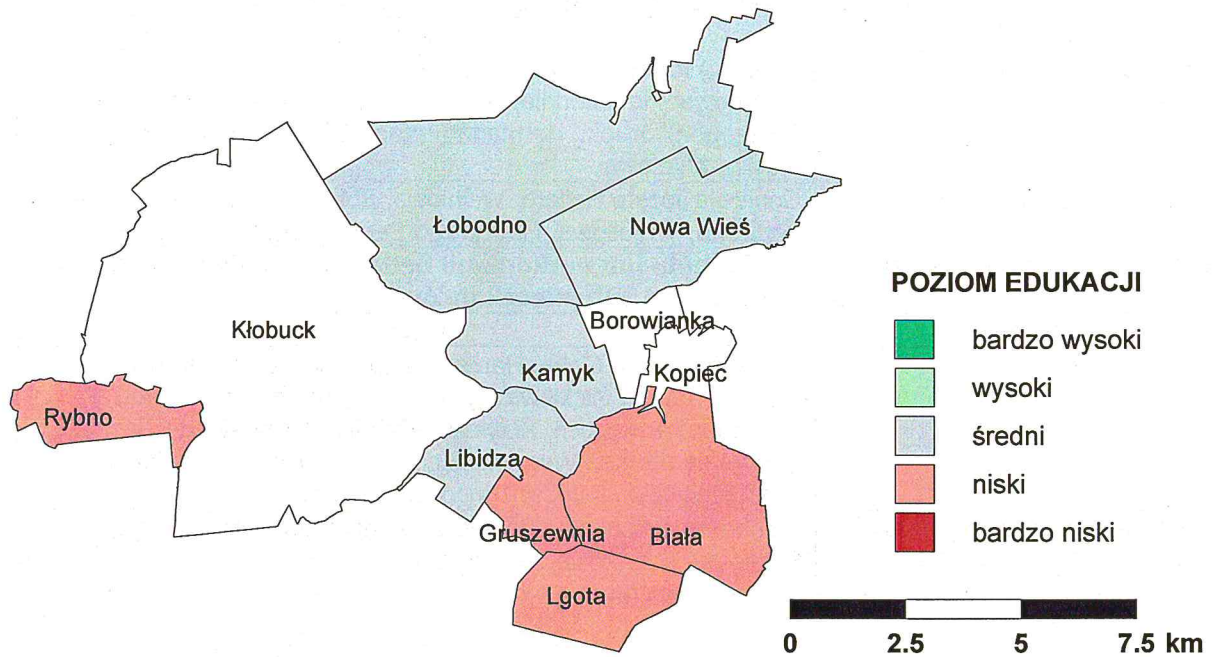 Łobodno
Nowa Wieś
Kłobuck
Borowianka
Kamyk
Kopiec
Rybno
Libidza
Gruszewnia
Biała
Lgota
POZIOM EDUKACJI
bardzo wysoki
wysoki
średni
niski
bardzo niski
0 2.5 5 7.5 km